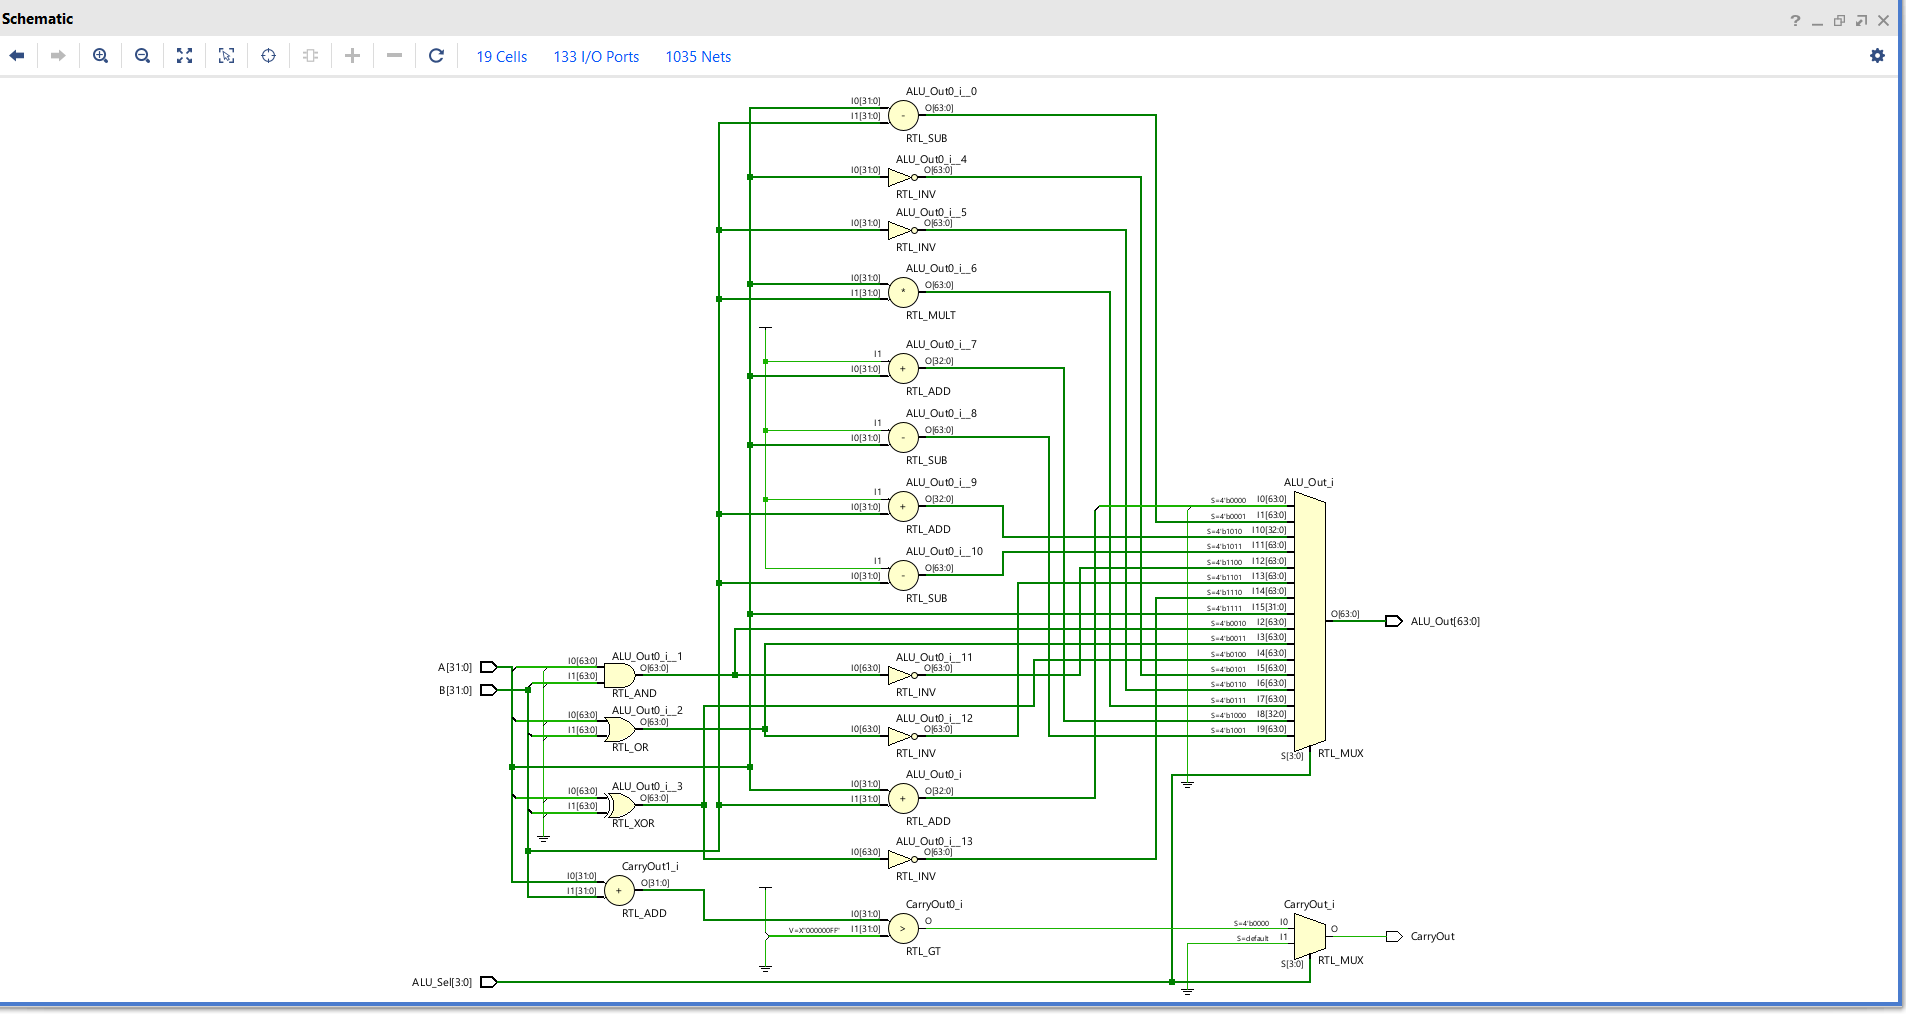 Schematic
19 Cells 133 I/O Ports 1035 Nets
ALU_Out0_i__0
I0[31:0] O[63:0]
I1[31:0] -
RTL_SUB
ALU_Out0_i__4
I0[31:0] O[63:0]
RTL_INV
ALU_Out0_i__5
I0[31:0] O[63:0]
RTL_INV
ALU_Out0_i__6
I0[31:0] O[63:0]
I1[31:0] *
RTL_MULT
ALU_Out0_i__7
I1 O[32:0]
I0[31:0] +
RTL_ADD
ALU_Out0_i__8
I1 O[63:0]
I0[31:0] -
RTL_SUB
ALU_Out0_i__9
I1 O[32:0]
I0[31:0] +
RTL_ADD
ALU_Out0_i__10
I1 O[63:0]
I0[31:0] -
RTL_SUB
ALU_Out_i
S=4'b0000 I0[63:0]
S=4'b0001 I1[63:0]
S=4'b1010 I10[32:0]
S=4'b1011 I11[63:0]
S=4'b1100 I12[63:0]
S=4'b1101 I13[63:0]
S=4'b1110 I14[63:0]
S=4'b1111 I15[31:0]
S=4'b0010 I2[63:0]
S=4'b0011 I3[63:0]
S=4'b0100 I4[63:0]
S=4'b0101 I5[63:0]
S=4'b0110 I6[63:0]
S=4'b0111 I7[63:0]
S=4'b1000 I8[32:0]
S=4'b1001 I9[63:0]
S[3:0] RTL_MUX
O[63:0] ALU_Out[63:0]
A[31:0]
B[31:0]
ALU_Out0_i__1
I0[63:0] O[63:0]
I1[63:0]
RTL_AND
ALU_Out0_i__2
I0[63:0] O[63:0]
I1[63:0]
RTL_OR
ALU_Out0_i__3
I0[63:0] O[63:0]
I1[63:0]
RTL_XOR
CarryOut1_i
I0[31:0] O[31:0]
I1[31:0] +
RTL_ADD
ALU_Out0_i__11
I0[63:0] O[63:0]
RTL_INV
ALU_Out0_i__12
I0[63:0] O[63:0]
RTL_INV
ALU_Out0_i
I0[31:0] O[32:0]
I1[31:0] +
RTL_ADD
ALU_Out0_i__13
I0[63:0] O[63:0]
RTL_INV
CarryOut0_i
I0[31:0] O
V=X"000000FF" I1[31:0] >
RTL_GT
CarryOut_i
S=4'b0000 I0
S=default I1
O CarryOut
S[3:0] RTL_MUX
ALU_Sel[3:0]